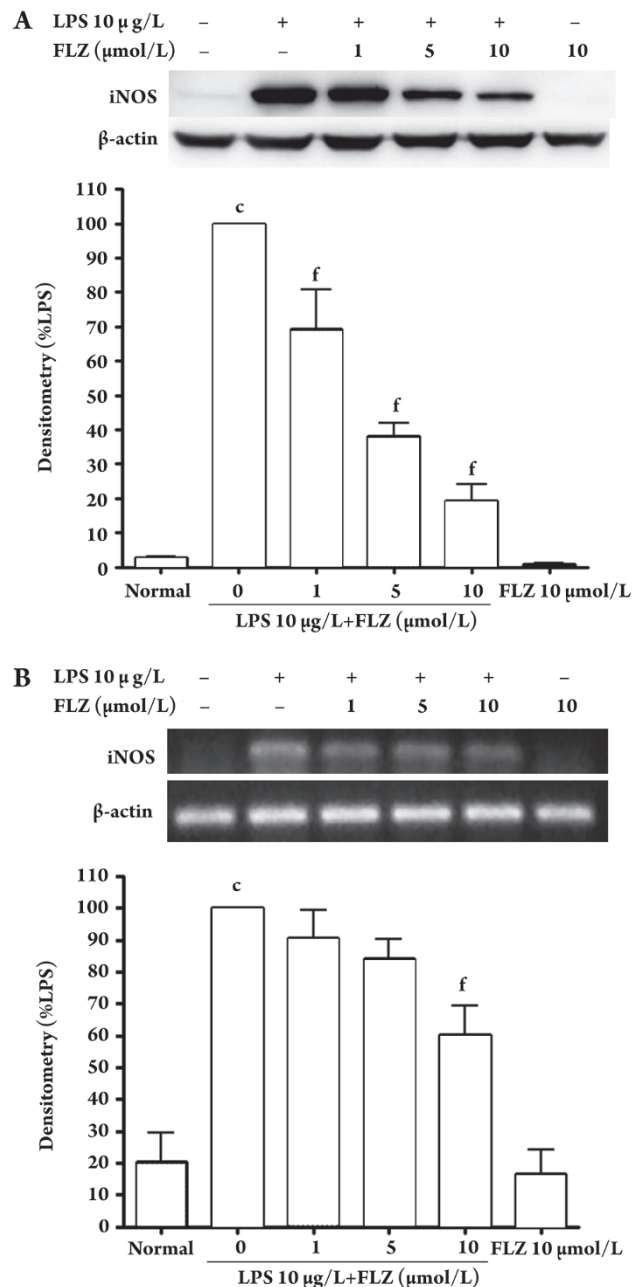 A
LPS 10 μ g/L – + + + + –
FLZ (μmol/L) – – 1 5 10 10
iNOS
β-actin
Densitometry (%LPS)
110
100
90
80
70
60
50
40
30
20
10
0
c
f
f
f
Normal 0 1 5 10 FLZ 10 μmol/L
LPS 10 μg/L+FLZ (μmol/L)
B
LPS 10 μ g/L – + + + + –
FLZ (μmol/L) – – 1 5 10 10
iNOS
β-actin
Densitometry (%LPS)
110
100
90
80
70
60
50
40
30
20
10
0
c
f
Normal 0 1 5 10 FLZ 10 μmol/L
LPS 10 μg/L+FLZ (μmol/L)